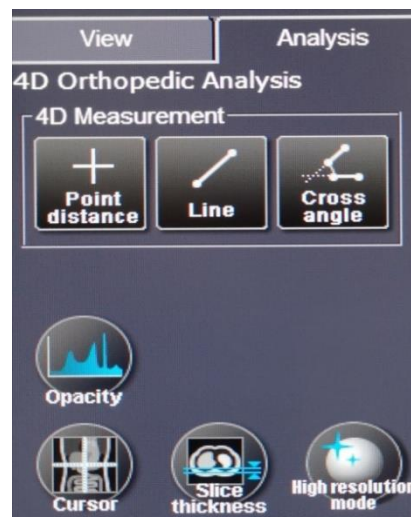 View
Analysis
4D Orthopedic Analysis
4D Measurement
Point
distance
Line
Cross
angle
Opacity
Cursor
Slice
thickness
High resolution
mode